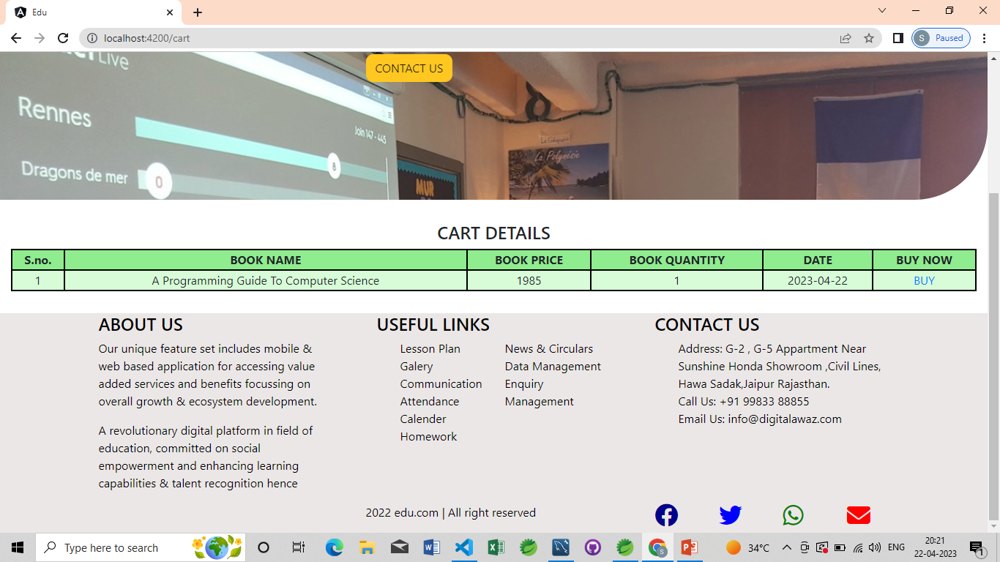 Edu
localhost:4200/cart
Paused
S
Live
CONTACT US
Rennes
Join 147 - 445
8
Dragons de mer
0
La Polynésie
MUR
CART DETAILS
S.no. BOOK NAME BOOK PRICE BOOK QUANTITY DATE BUY NOW
1 A Programming Guide To Computer Science 1985 1 2023-04-22 BUY
ABOUT US
Our unique feature set includes mobile &
web based application for accessing value
added services and benefits focussing on
overall growth & ecosystem development.
A revolutionary digital platform in field of
education, committed on social
empowerment and enhancing learning
capabilities & talent recognition hence
USEFUL LINKS
Lesson Plan
Galery
Communication
Attendance
Calender
Homework
News & Circulars
Data Management
Enquiry
Management
CONTACT US
Address: G-2 , G-5 Appartment Near
Sunshine Honda Showroom ,Civil Lines,
Hawa Sadak,Jaipur Rajasthan.
Call Us: +91 99833 88855
Email Us: info@digitalawaz.com
2022 edu.com | All right reserved
Type here to search
34°C
ENG
20:21
22-04-2023
1